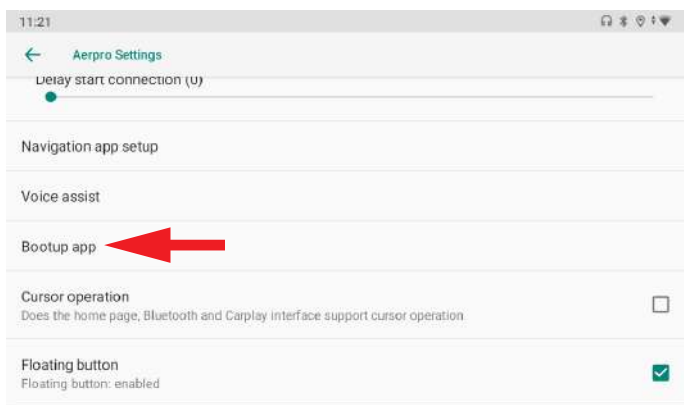 11:21
Aerpro Settings
Delay start connection (0)
Navigation app setup
Voice assist
Bootup app
Cursor operation
Does the home page, Bluetooth and Carplay interface support cursor operation
Floating button
Floating button: enabled